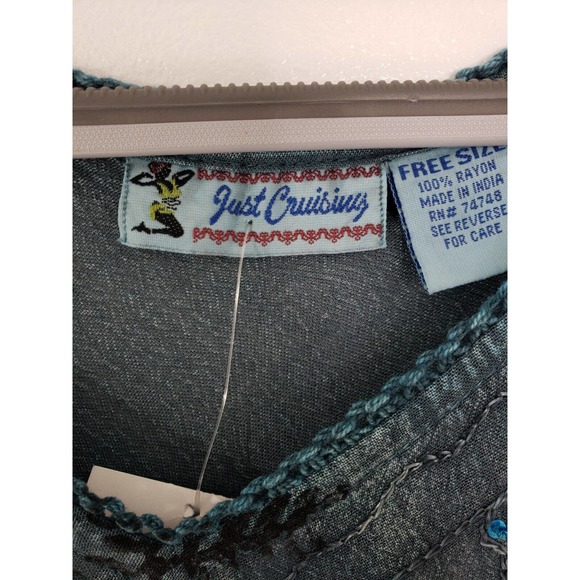 Just Cruising
FREE SIZE
100% RAYON
MADE IN INDIA
RN# 74748
SEE REVERSE
FOR CARE